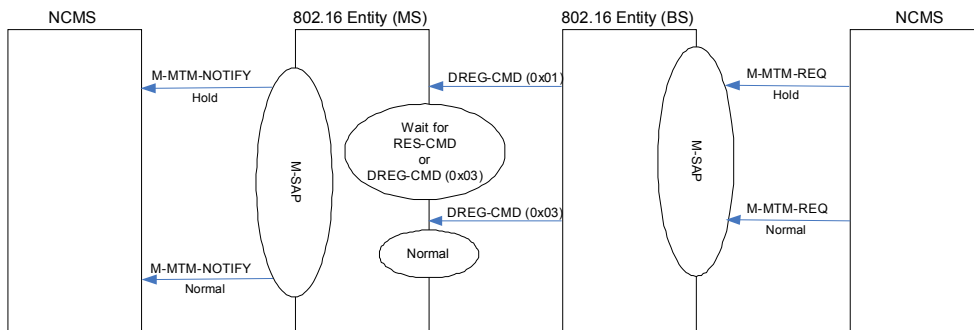 NCMS
802.16 Entity (MS)
802.16 Entity (BS)
NCMS
M-MTM-NOTIFY
Hold
DREG-CMD (0x01)
M-MTM-REQ
Hold
Wait for
RES-CMD
or
DREG-CMD (0x03)
M-SAP
M-SAP
DREG-CMD (0x03)
M-MTM-REQ
Normal
Normal
M-MTM-NOTIFY
Normal